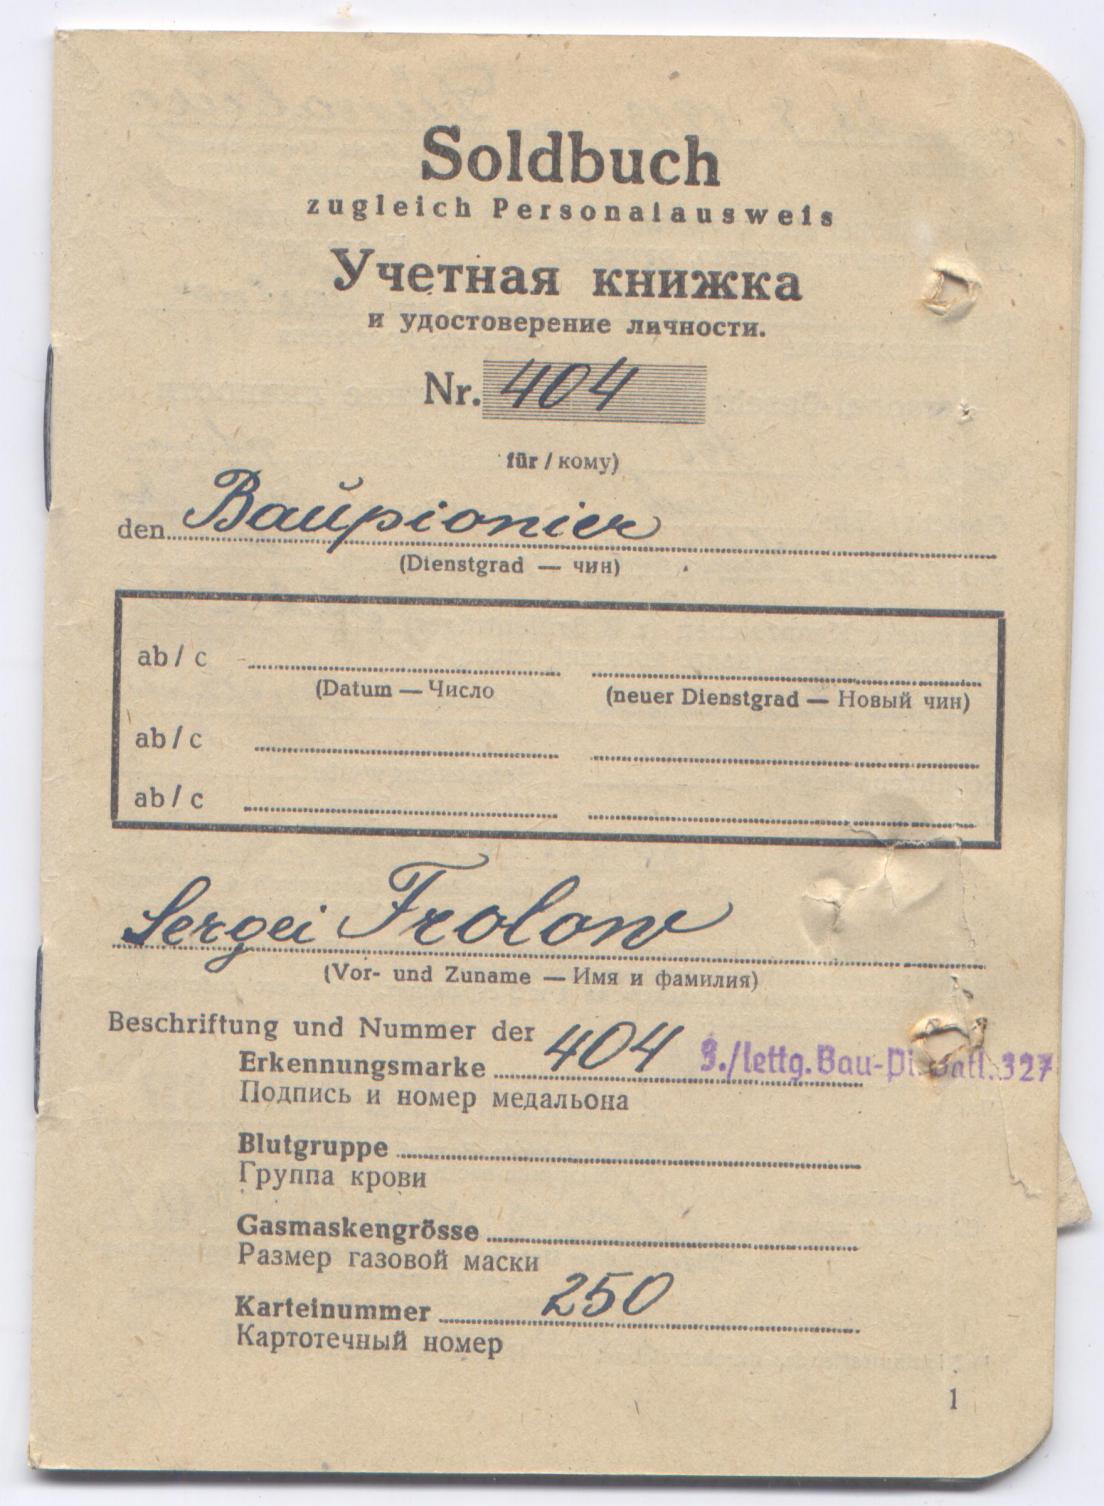 Soldbuch
zugleich Personalausweis
Учетная книжка
и удостоверение личности.
Nr. 404
für / кому)
den Baupionier
(Dienstgrad — чин)
ab / c
(Datum — Число
(neuer Dienstgrad — Новый чин)
ab / c
ab / c
Sergei Frolow
(Vor- und Zuname — Имя и фамилия)
Beschriftung und Nummer der
Erkennungsmarke 404 3./lettg. Bau-Pi. Batl. 327
Подпись и номер медальона
Blutgruppe
Группа крови
Gasmaskengrösse
Размер газовой маски
Karteinummer 250
Картотечный номер
1